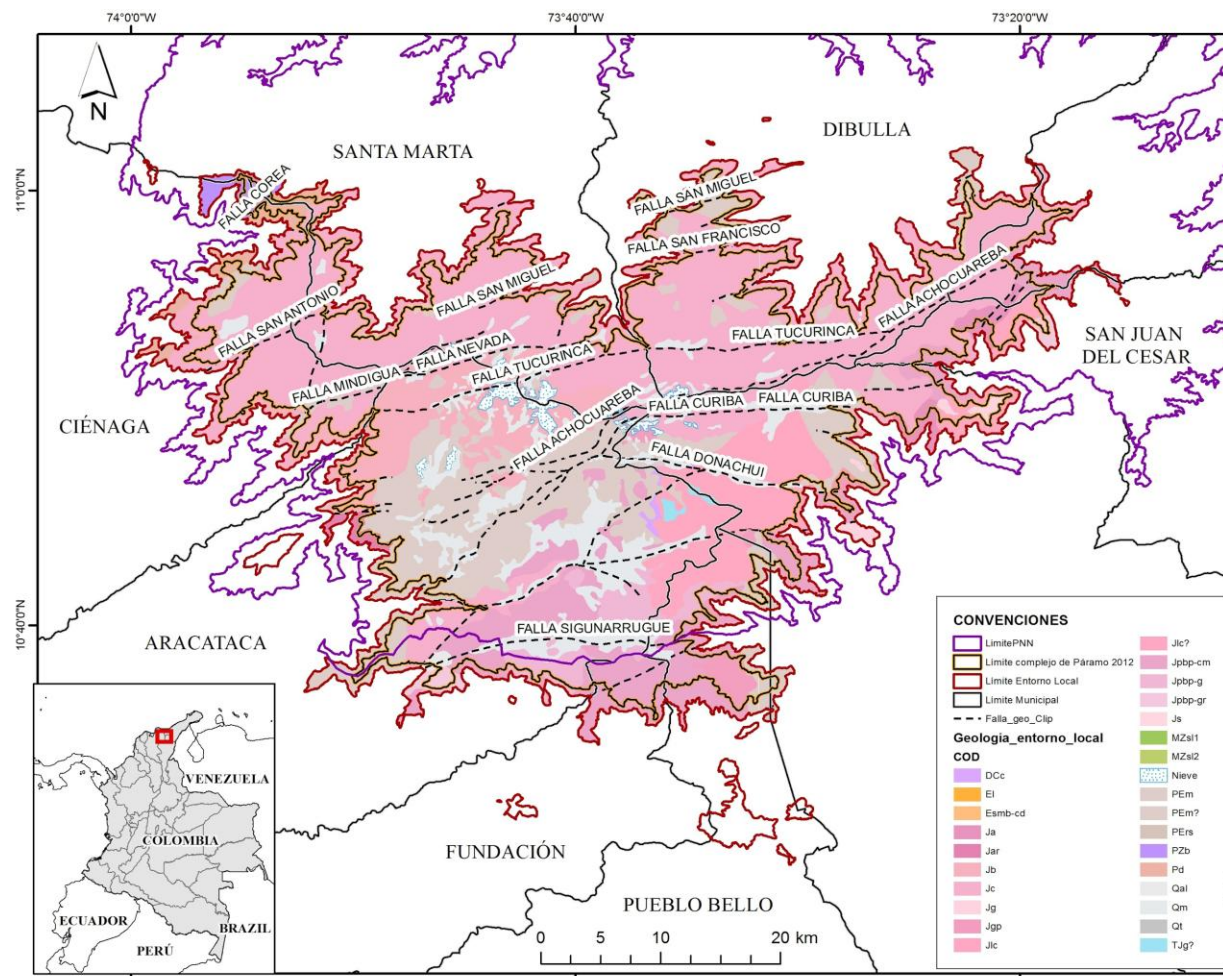 74°0'0"W
73°40'0"W
73°20'0"W
11°0'0"N
10°40'0"N
N
SANTA MARTA
DIBULLA
SAN JUAN
DEL CESAR
CIÉNAGA
ARACATACA
FUNDACIÓN
PUEBLO BELLO
FALLA COREA
FALLA SAN MIGUEL
FALLA SAN FRANCISCO
FALLA SAN MIGUEL
FALLA SAN ANTONIO
FALLA ACHOCUAREBA
FALLA TUCURINCA
FALLA NEVADA
FALLA MINDIGUA
FALLA TUCURINCA
FALLA CURIBA
FALLA CURIBA
FALLA ACHOCUAREBA
FALLA DONACHUI
FALLA SIGUNARRUGUE
CONVENCIONES
LimitePNN
Límite complejo de Páramo 2012
Límite Entorno Local
Límite Municipal
Falla_geo_Clip
Geología_entorno_local
COD
DCc
EI
Esmb-cd
Ja
Jar
Jb
Jc
Jg
Jgp
Jlc
Jlc?
Jpbp-cm
Jpbp-g
Jpbp-gr
Js
MZsl1
MZsl2
Nieve
PEm
PEm?
PErs
PZb
Pd
Qal
Qm
Qt
TJg?
VENEZUELA
COLOMBIA
ECUADOR
PERÚ
BRAZIL
0 5 10 20 km